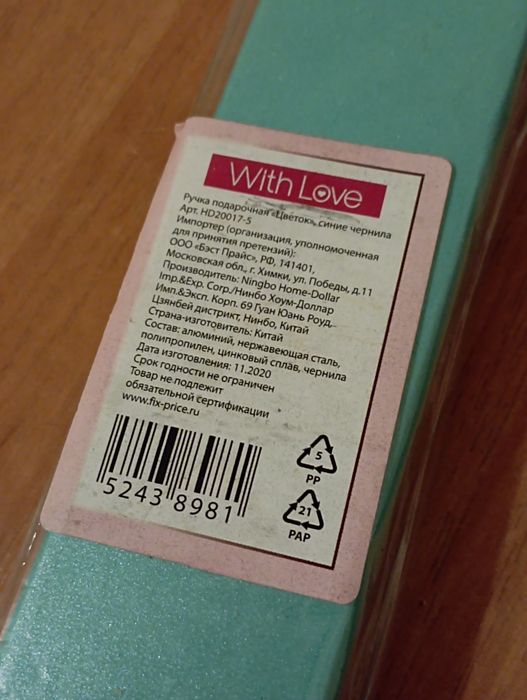 With Love
Ручка подарочная «Цветок», синие чернила
Арт. HD20017-5
Импортер (организация, уполномоченная
для принятия претензий):
ООО «Бэст Прайс», РФ, 141401,
Московская обл., г. Химки, ул. Победы, д.11
Производитель: Ningbo Home-Dollar
Imp.&Exp. Corp./Нинбо Хоум-Доллар
Имп.&Эксп. Корп. 69 Гуан Юань Роуд.
Цзянбей дистрикт, Нинбо, Китай
Страна-изготовитель: Китай
Состав: алюминий, нержавеющая сталь,
полипропилен, цинковый сплав, чернила
Дата изготовления: 11.2020
Срок годности не ограничен
Товар не подлежит
обязательной сертификации
www.fix-price.ru
5243 8981
5
PP
21
PAP